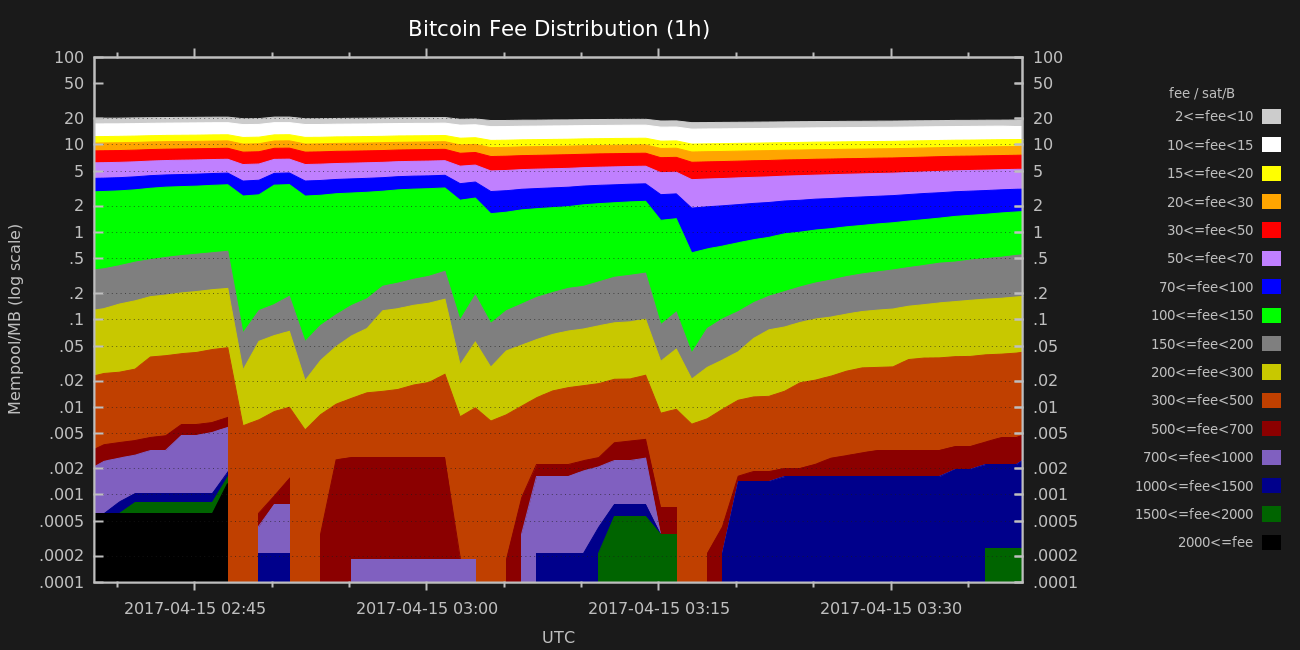 Bitcoin Fee Distribution (1h)
Mempool/MB (log scale)
100
50
20
10
5
2
1
.5
.2
.1
.05
.02
.01
.005
.002
.001
.0005
.0002
.0001
100
50
20
10
5
2
1
.5
.2
.1
.05
.02
.01
.005
.002
.001
.0005
.0002
.0001
2017-04-15 02:45
2017-04-15 03:00
2017-04-15 03:15
2017-04-15 03:30
UTC
fee / sat/B
2<=fee<10
10<=fee<15
15<=fee<20
20<=fee<30
30<=fee<50
50<=fee<70
70<=fee<100
100<=fee<150
150<=fee<200
200<=fee<300
300<=fee<500
500<=fee<700
700<=fee<1000
1000<=fee<1500
1500<=fee<2000
2000<=fee